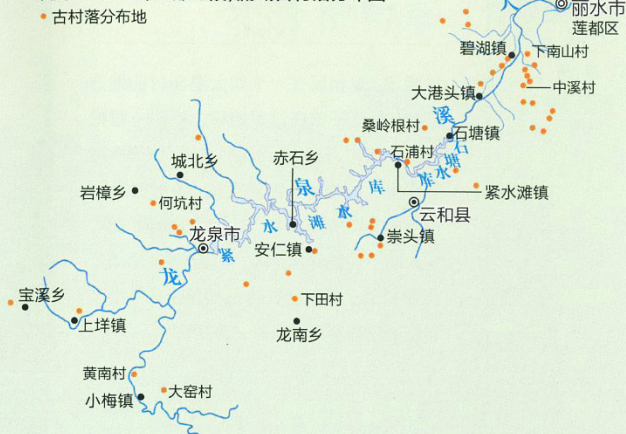 古村落分布地
丽水市
莲都区
大
碧湖镇
下南山村
中溪村
大港头镇
溪
桑岭根村
石塘镇
石浦村
石
塘
水
库
紧水滩镇
云和县
崇头镇
赤石乡
泉
紧
水
滩
水
库
城北乡
岩樟乡
何坑村
龙泉市
安仁镇
龙
宝溪乡
上垟镇
下田村
龙南乡
黄南村
大窑村
小梅镇